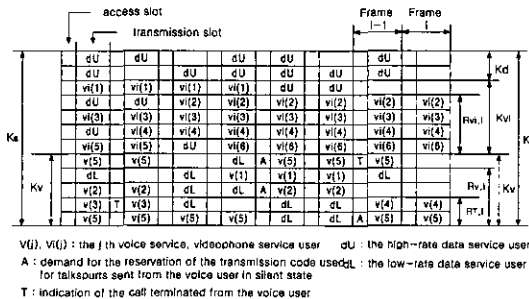 access slot
transmission slot
Frame
i-1
Frame
i
dU dU dU dU dU
dU dU dU dU dU
vi(1) vi(1) vi(1) vi(1) dU dU
dU dU vi(2) vi(2) vi(2) vi(2) vi(2) vi(2)
vi(3) vi(3) vi(3) vi(3) vi(3) vi(3) vi(3) vi(3)
dU vi(4) vi(4) vi(4) vi(4) vi(4) vi(4) vi(4)
vi(5) vi(5) dU vi(6) vi(6) vi(6) vi(6) vi(6)
v(5) v(5) dL A v(5) v(5) T v(5)
dL dL v(1) v(1) v(1) dL
v(2) v(2) dL dL A v(2) v(2)
v(3) T v(3) dL dL dL v(4) v(4)
v(5) v(5) v(5) v(5) dL dL A v(5) v(5)
Ks
Kv
Kd
Kvi
Rvi,i
Rv,i
RT,i
Kv
V(j), Vi(j) : the j th voice service, videophone service user
dU : the high-rate data service user
A : demand for the reservation of the transmission code used for talkspurts sent from the voice user in silent state
dL : the low-rate data service user
T : indication of the call terminated from the voice user